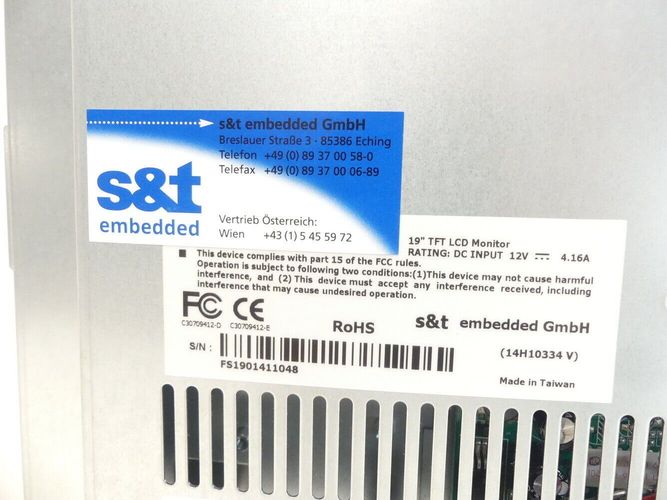 s&t embedded GmbH
Breslauer Straße 3 · 85386 Eching
Telefon +49 (0) 89 37 00 58-0
Telefax +49 (0) 89 37 00 06-89
s&t
embedded
Vertrieb Österreich:
Wien +43 (1) 5 45 59 72
19" TFT LCD Monitor
RATING: DC INPUT 12V 4.16A
This device complies with part 15 of the FCC rules.
Operation is subject to following two conditions:(1)This device may not cause harmful
interference, and (2) This device must accept any interference received, including
interference that may cause undesired operation.
FC CE
C30709412-D C30709412-E
RoHS
s&t embedded GmbH
S/N :
(14H10334 V)
FS1901411048
Made in Taiwan